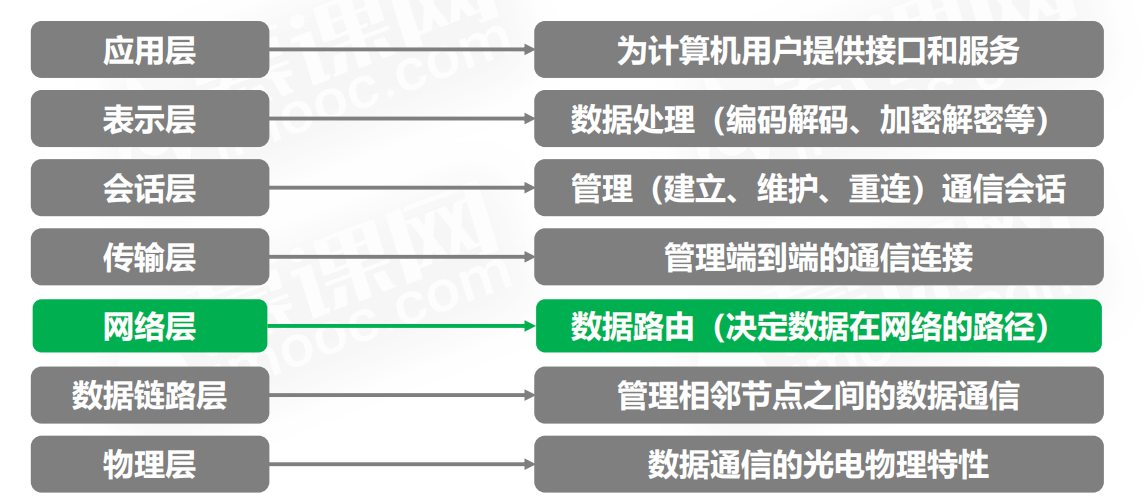 应用层
为计算机用户提供接口和服务
表示层
数据处理（编码解码、加密解密等）
会话层
管理（建立、维护、重连）通信会话
传输层
管理端到端的通信连接
网络层
数据路由（决定数据在网络的路径）
数据链路层
管理相邻节点之间的数据通信
物理层
数据通信的光电物理特性